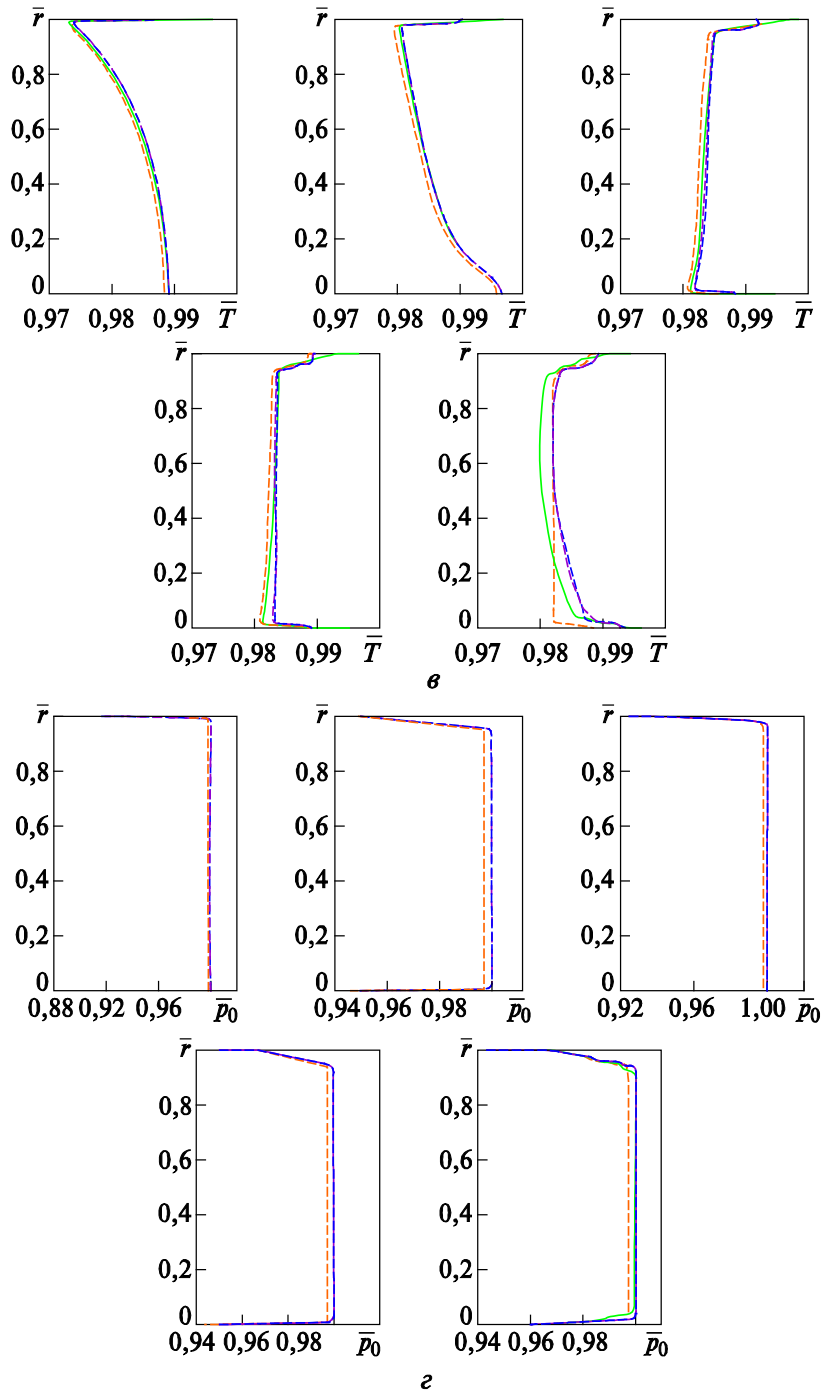 r̅ r̅ r̅
0,8 0,8 0,8
0,6 0,6 0,6
0,4 0,4 0,4
0,2 0,2 0,2
0 0 0
0,97 0,98 0,99 T̅ 0,97 0,98 0,99 T̅ 0,97 0,98 0,99 T̅
r̅ r̅
0,8 0,8
0,6 0,6
0,4 0,4
0,2 0,2
0 0
0,97 0,98 0,99 T̅ 0,97 0,98 0,99 T̅
в
r̅ r̅ r̅
0,8 0,8 0,8
0,6 0,6 0,6
0,4 0,4 0,4
0,2 0,2 0,2
0 0 0
0,88 0,92 0,96 p̅₀ 0,94 0,96 0,98 p̅₀ 0,92 0,96 1,00 p̅₀
r̅ r̅
0,8 0,8
0,6 0,6
0,4 0,4
0,2 0,2
0 0
0,94 0,96 0,98 p̅₀ 0,94 0,96 0,98 p̅₀
г